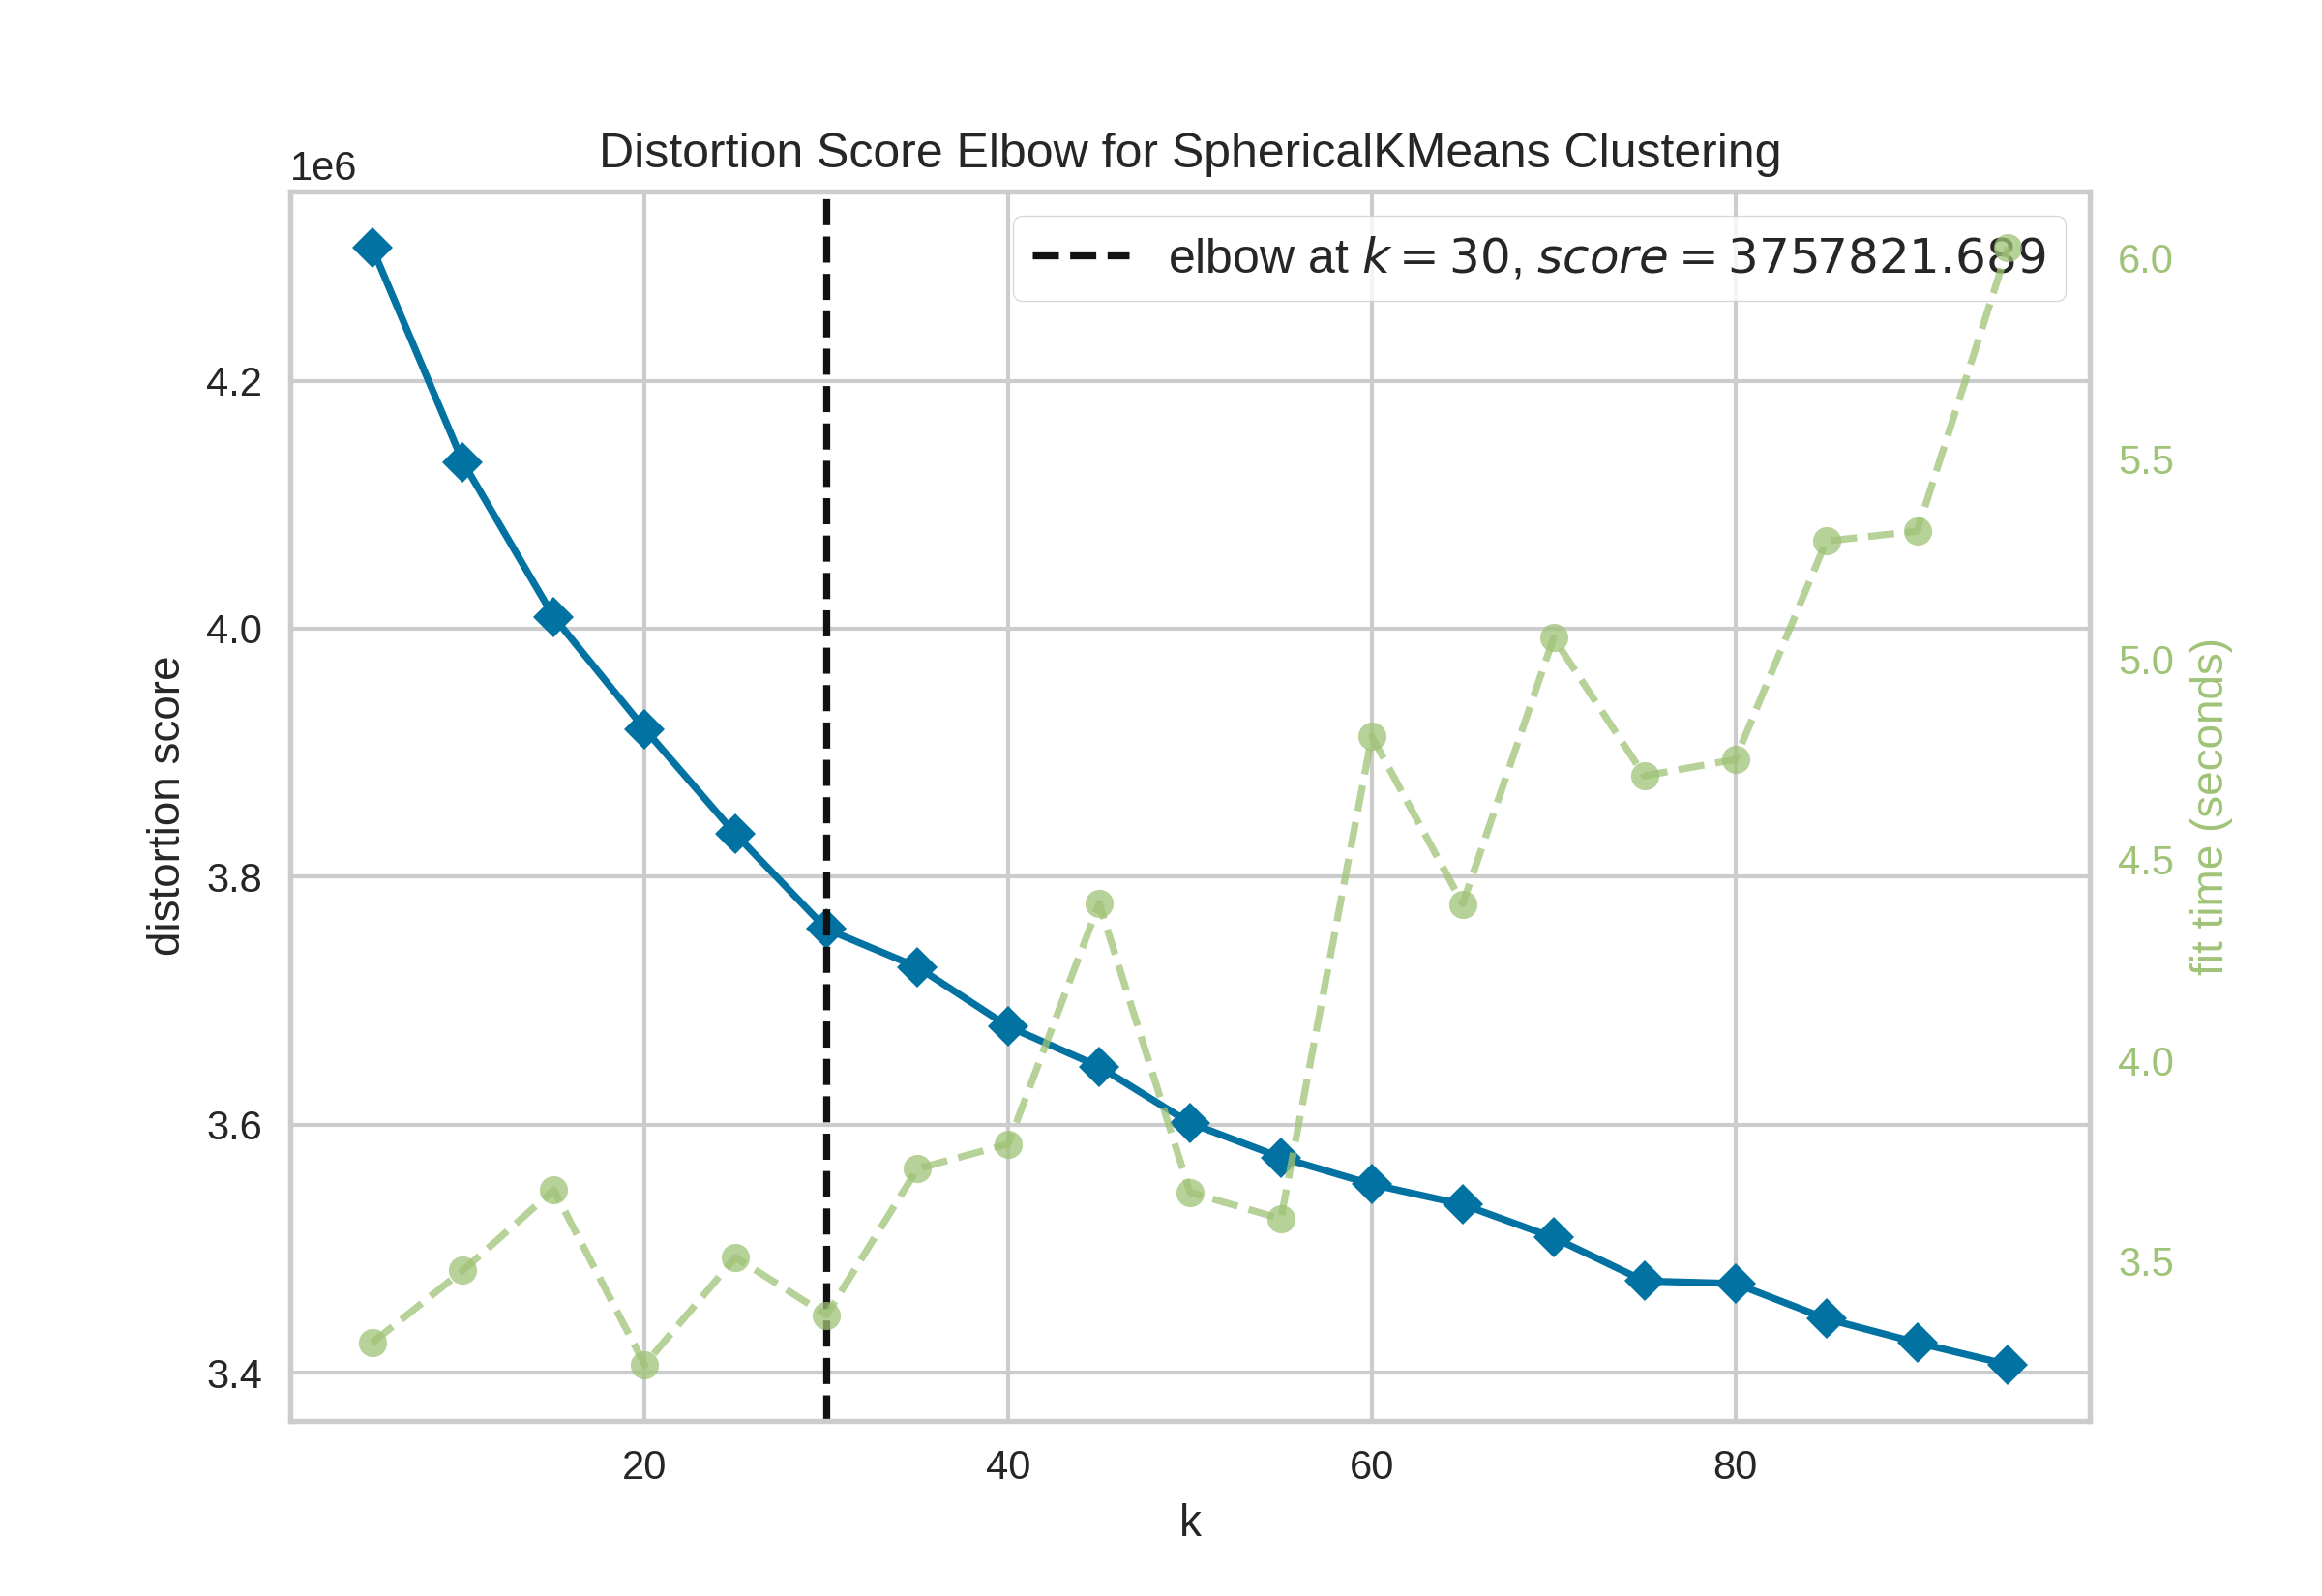 Distortion Score Elbow for SphericalKMeans Clustering
1e6
elbow at k = 30, score = 3757821.689
4.2
4.0
3.8
3.6
3.4
distortion score
6.0
5.5
5.0
4.5
4.0
3.5
fit time (seconds)
20 40 60 80
k